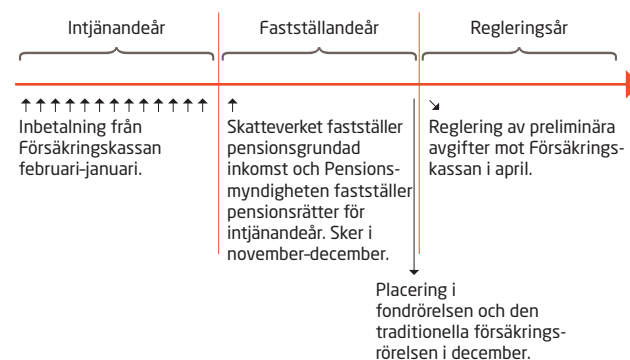 Intjänandeår
Fastställandeår
Regleringsår
Inbetalning från
Försäkringskassan
februari–januari.
Skatteverket fastställer
pensionsgrundad
inkomst och Pensions-
myndigheten fastställer
pensionsrätter för
intjänandeår. Sker i
november–december.
Reglering av preliminära
avgifter mot Försäkrings-
kassan i april.
Placering i
fondrörelsen och den
traditionella försäkrings-
rörelsen i december.